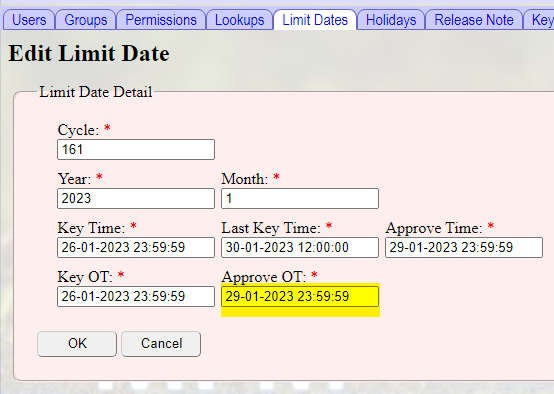 Users Groups Permissions Lookups Limit Dates Holidays Release Note Key
Edit Limit Date
Limit Date Detail
Cycle: *
161
Year: * Month: *
2023 1
Key Time: * Last Key Time: * Approve Time: *
26-01-2023 23:59:59 30-01-2023 12:00:00 29-01-2023 23:59:59
Key OT: * Approve OT: *
26-01-2023 23:59:59 29-01-2023 23:59:59
OK Cancel